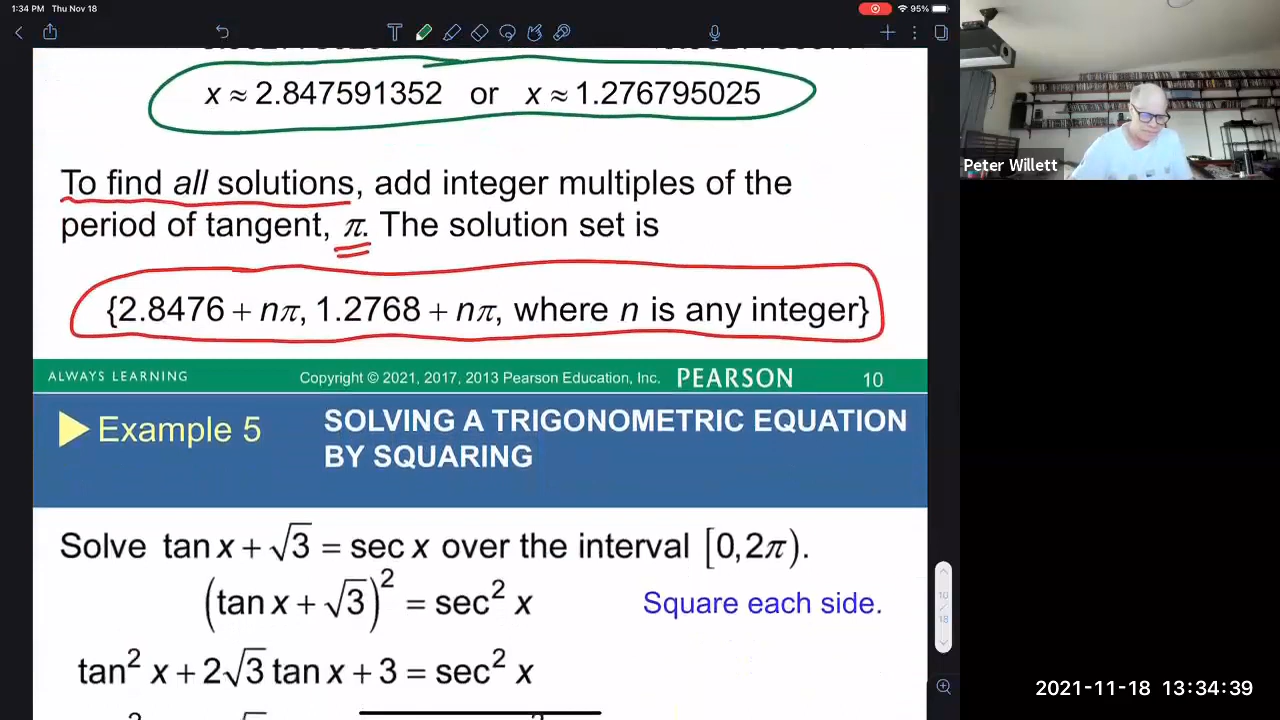 1:34 PM Thu Nov 18
95%
x ≈ 2.847591352 or x ≈ 1.276795025
Peter Willett
To find all solutions, add integer multiples of the
period of tangent, π. The solution set is
{2.8476 + nπ, 1.2768 + nπ, where n is any integer}
ALWAYS LEARNING Copyright © 2021, 2017, 2013 Pearson Education, Inc. PEARSON 10
Example 5 SOLVING A TRIGONOMETRIC EQUATION
BY SQUARING
Solve tan x + √3 = sec x over the interval [0, 2π).
(tan x + √3)² = sec² x Square each side.
tan² x + 2√3 tan x + 3 = sec² x
10
18
2021-11-18 13:34:39